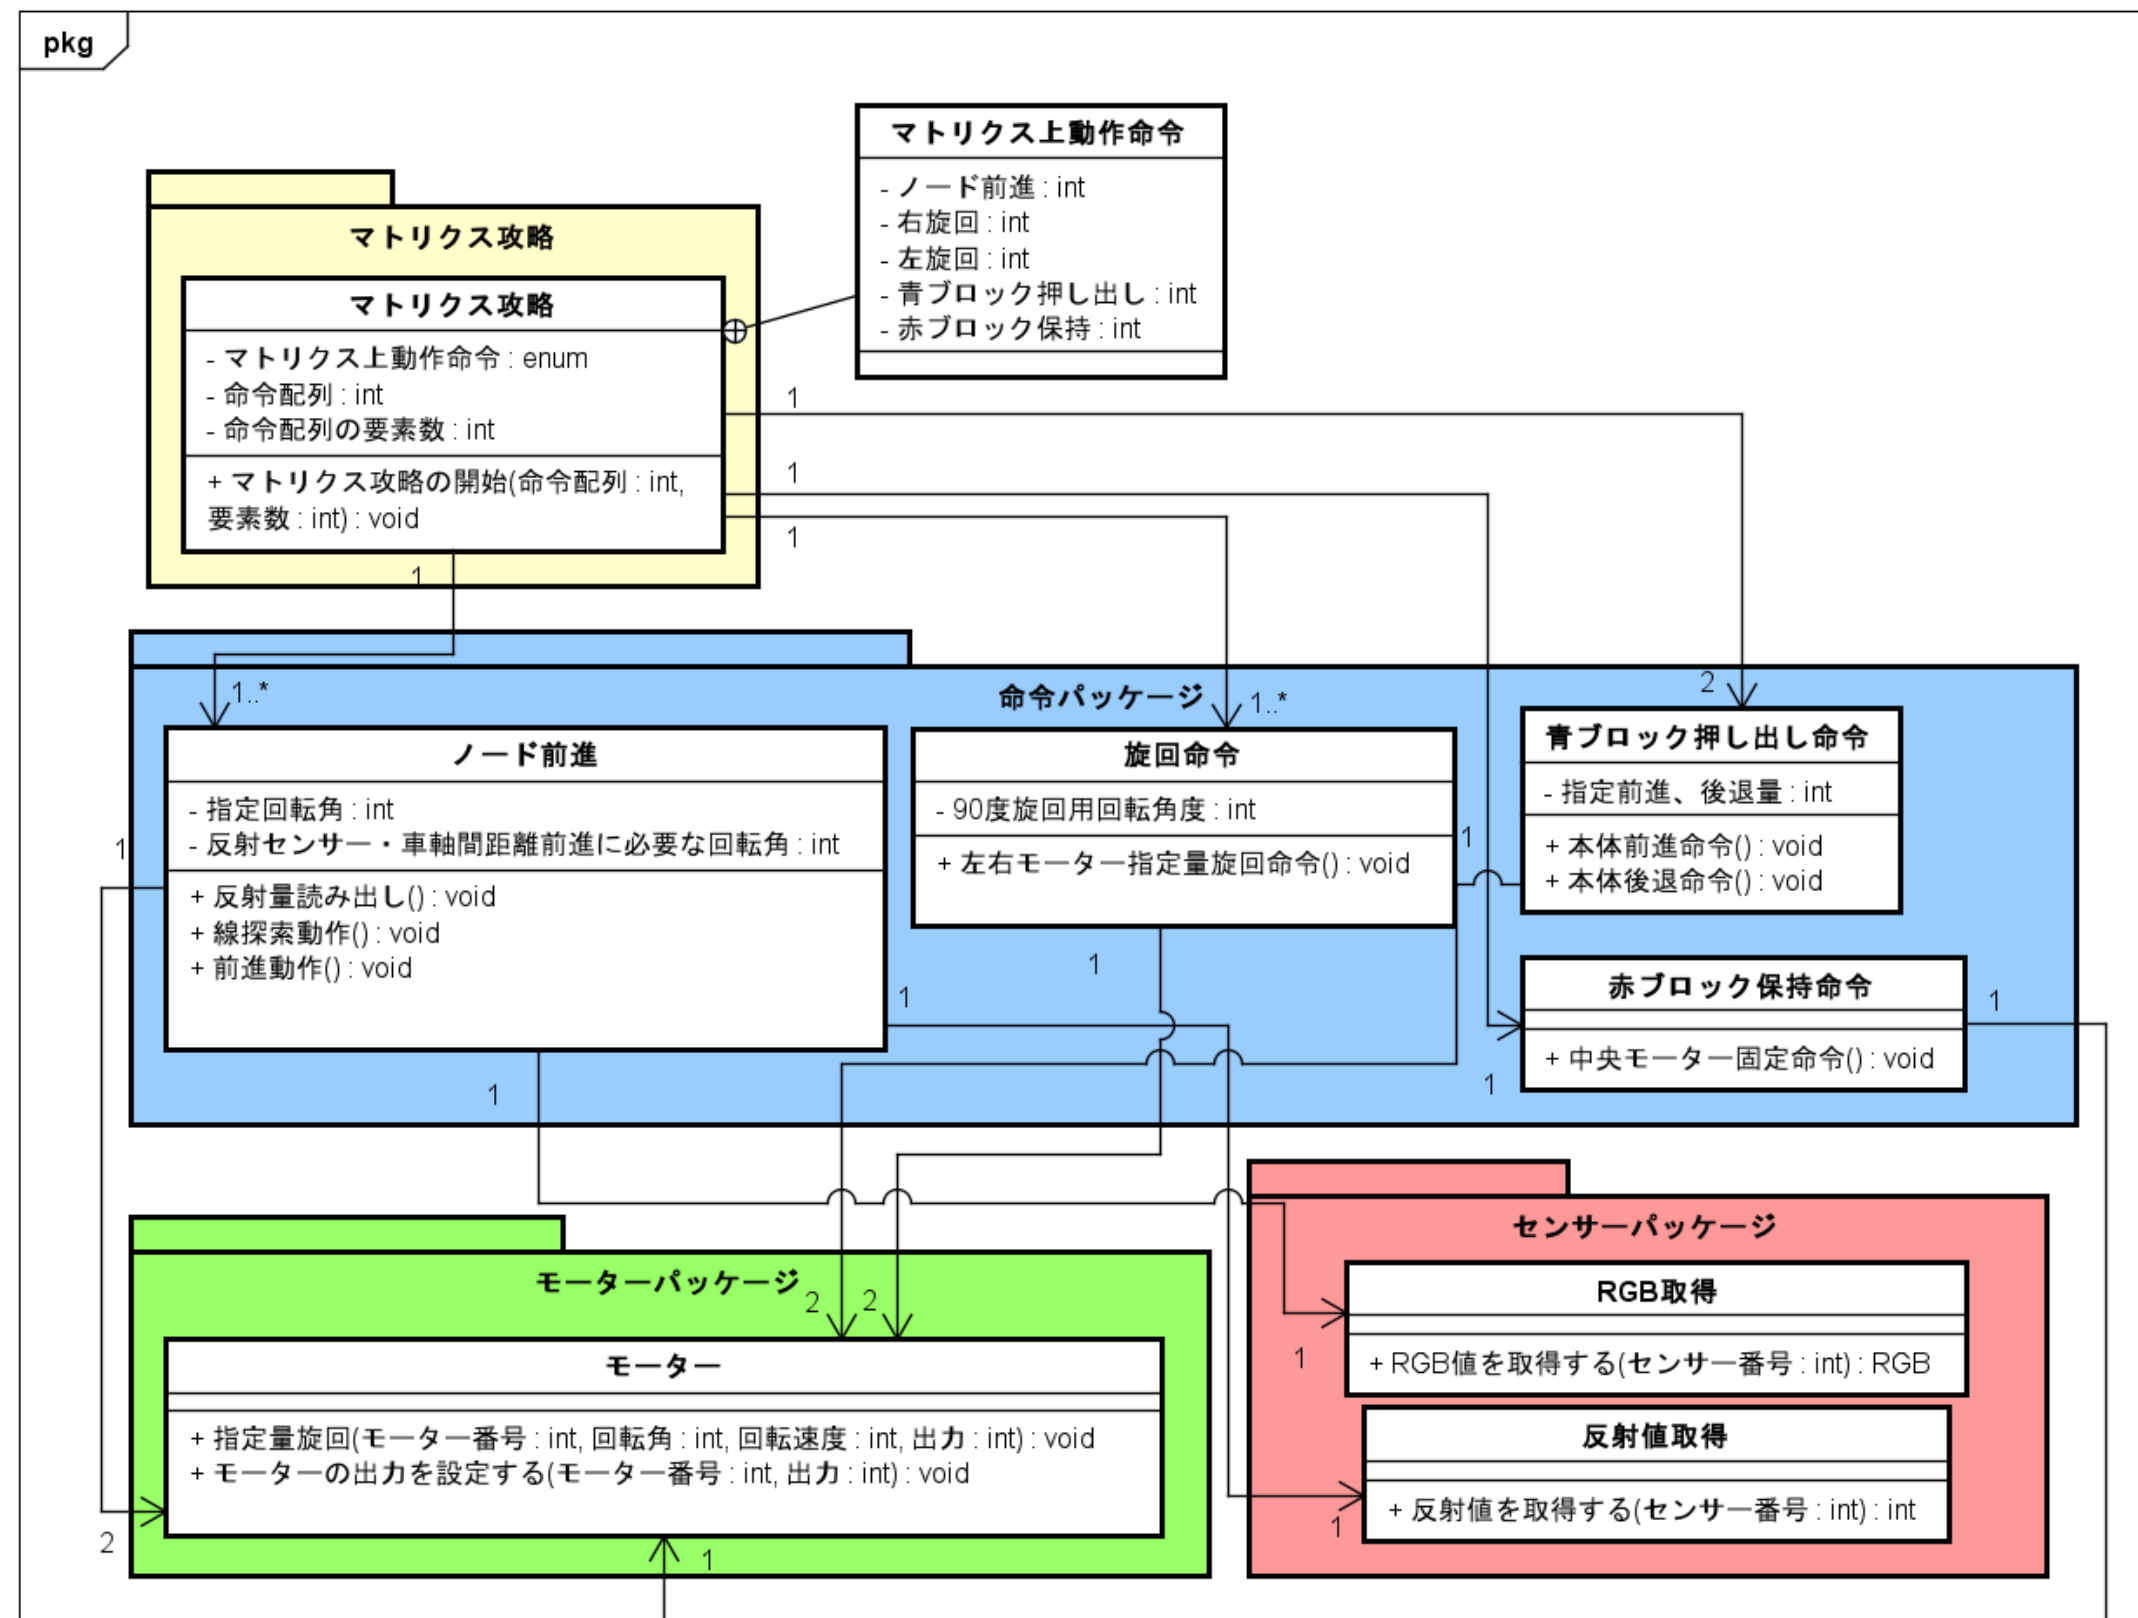 pkg
マトリクス上動作命令
- ノード前進 : int
- 右旋回 : int
- 左旋回 : int
- 青ブロック押し出し : int
- 赤ブロック保持 : int
マトリクス攻略
マトリクス攻略
- マトリクス上動作命令 : enum
- 命令配列 : int
- 命令配列の要素数 : int
+ マトリクス攻略の開始(命令配列 : int,
要素数 : int) : void
1
1
1
1
命令パッケージ
1..*
1..*
2
ノード前進
- 指定回転角 : int
- 反射センサー・車軸間距離前進に必要な回転角 : int
+ 反射量読み出し() : void
+ 線探索動作() : void
+ 前進動作() : void
1
1
1
旋回命令
- 90度旋回用回転角度 : int
+ 左右モーター指定量旋回命令() : void
1
1
青ブロック押し出し命令
- 指定前進、後退量 : int
+ 本体前進命令() : void
+ 本体後退命令() : void
赤ブロック保持命令
+ 中央モーター固定命令() : void
1
1
モーターパッケージ
2
2
モーター
+ 指定量旋回(モーター番号 : int, 回転角 : int, 回転速度 : int, 出力 : int) : void
+ モーターの出力を設定する(モーター番号 : int, 出力 : int) : void
2
1
センサーパッケージ
RGB取得
+ RGB値を取得する(センサー番号 : int) : RGB
1
反射値取得
+ 反射値を取得する(センサー番号 : int) : int
1